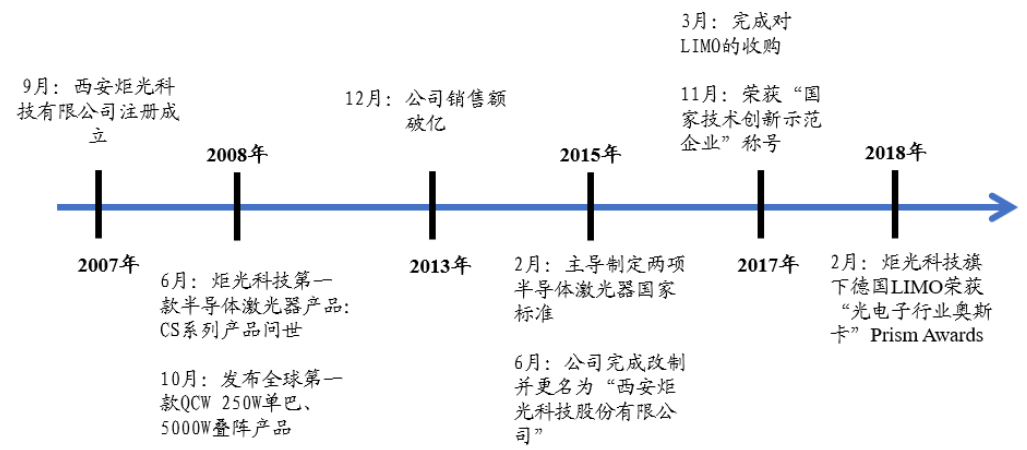 9月：西安炬光科
技有限公司注册成
立
2007年
2008年
6月：炬光科技第一
款半导体激光器产品：
CS系列产品问世
10月：发布全球第一
款QCW 250W单巴、
5000W叠阵产品
12月：公司销售额
破亿
2013年
2015年
2月：主导制定两项
半导体激光器国家
标准
6月：公司完成改制
并更名为“西安炬
光科技股份有限公
司”
3月：完成对
LIMO的收购
11月：荣获“国
家技术创新示范
企业”称号
2017年
2018年
2月：炬光科技旗
下德国LIMO荣获
“光电子行业奥斯
卡”Prism Awards